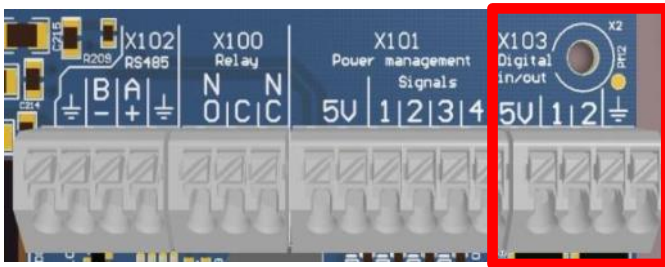 C215
R209
C214
X102
RS485
B A
- +
X100
Relay
N N
O C C
X101
Power management
Signals
5V 1 2 3 4
X103
Digital
in/out
5V 1 2
X2